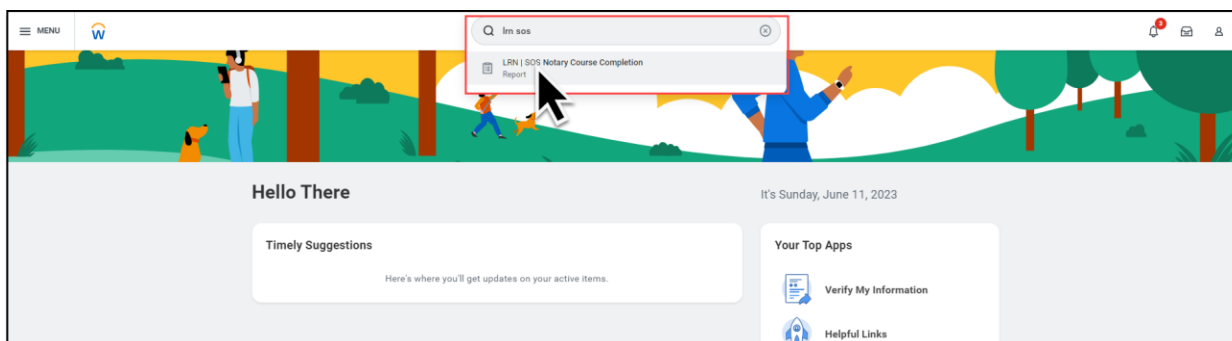 MENU
W
lrn sos
3
LRN | SOS Notary Course Completion
Report
Hello There
It's Sunday, June 11, 2023
Timely Suggestions
Here's where you'll get updates on your active items.
Your Top Apps
Verify My Information
Helpful Links